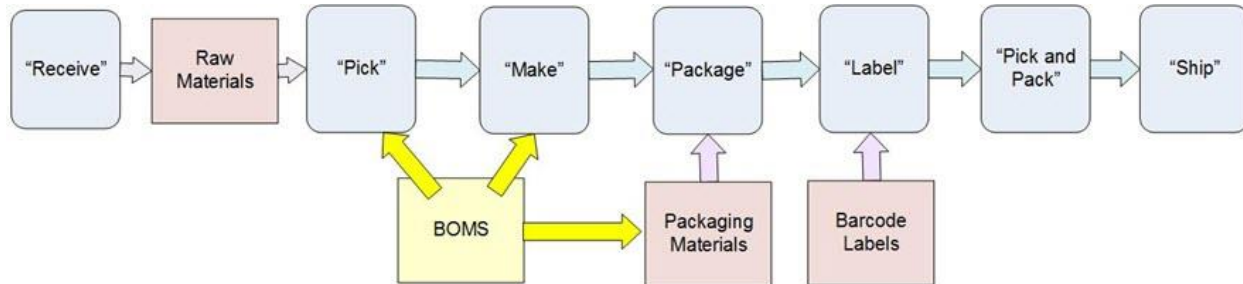 “Receive”
Raw
Materials
“Pick”
“Make”
“Package”
“Label”
“Pick and
Pack”
“Ship”
BOMS
Packaging
Materials
Barcode
Labels